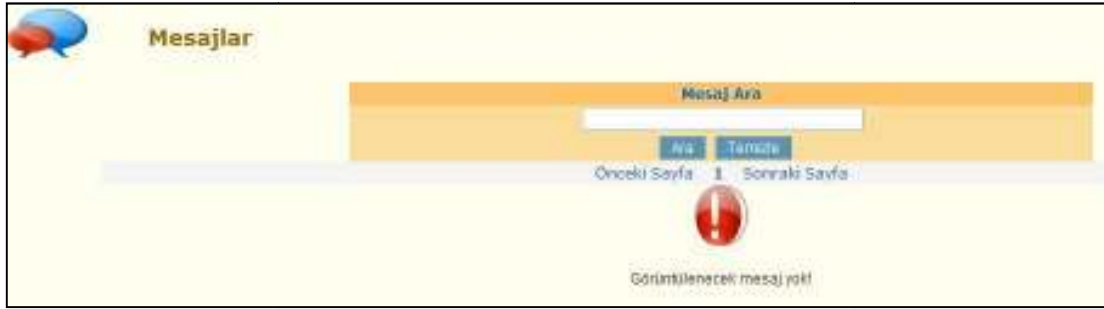 Mesajlar
Mesaj Ara
Ara Temizle
Önceki Sayfa 1 Sonraki Sayfa
Görüntülenecek mesaj yok!